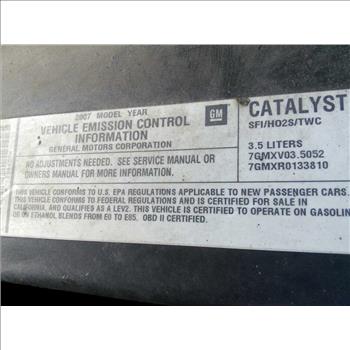 2007 MODEL YEAR
VEHICLE EMISSION CONTROL
INFORMATION
GENERAL MOTORS CORPORATION
GM
CATALYST
SFI/HO2S/TWC
NO ADJUSTMENTS NEEDED. SEE SERVICE MANUAL OR
OWNERS MANUAL FOR MORE INFORMATION.
3.5 LITERS
7GMXV03.5052
7GMXR0133810
THIS VEHICLE CONFORMS TO U.S. EPA REGULATIONS APPLICABLE TO NEW PASSENGER CARS.
THIS VEHICLE CONFORMS TO REGULATIONS AND IS CERTIFIED FOR SALE IN
CALIFORNIA, AND QUALIFIES AS A LEV2. THIS VEHICLE IS CERTIFIED TO OPERATE ON GASOLIN
OR ON ETHANOL BLENDS FROM E0 TO E85. OBD II CERTIFIED.